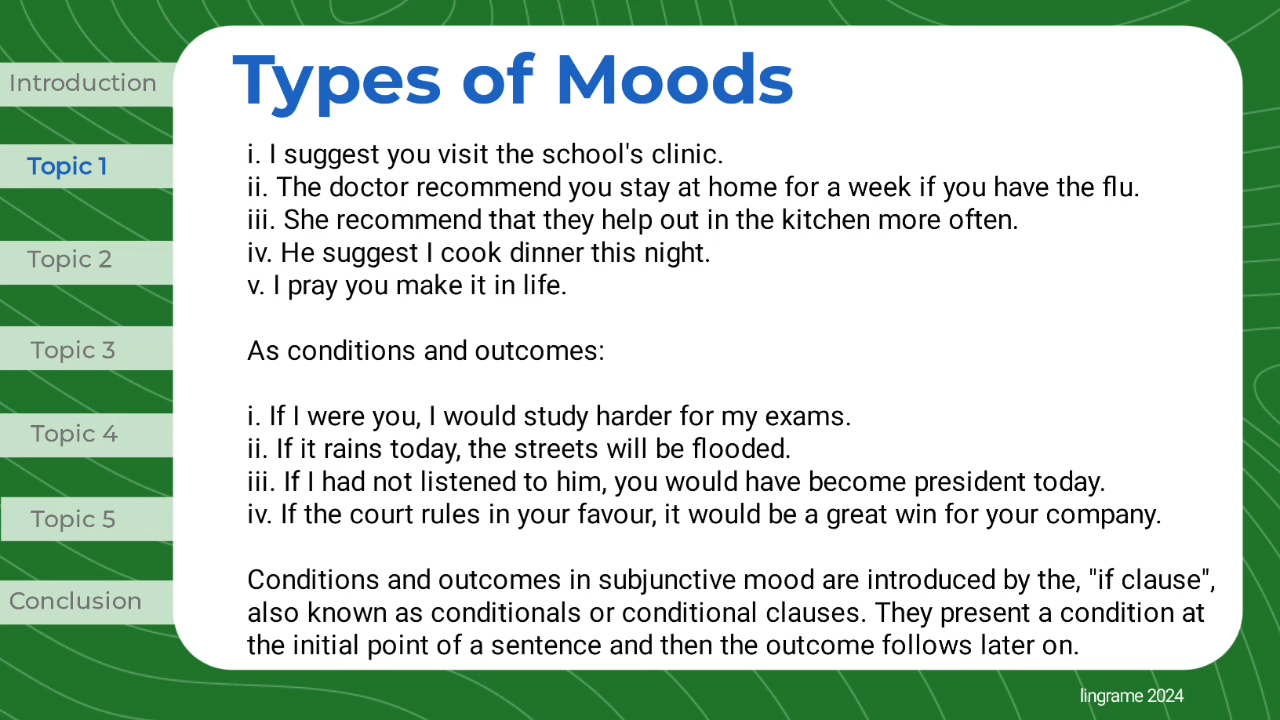 Types of Moods
Introduction
Topic 1
Topic 2
Topic 3
Topic 4
Topic 5
Conclusion
i. I suggest you visit the school's clinic.
ii. The doctor recommend you stay at home for a week if you have the flu.
iii. She recommend that they help out in the kitchen more often.
iv. He suggest I cook dinner this night.
v. I pray you make it in life.
As conditions and outcomes:
i. If I were you, I would study harder for my exams.
ii. If it rains today, the streets will be flooded.
iii. If I had not listened to him, you would have become president today.
iv. If the court rules in your favour, it would be a great win for your company.
Conditions and outcomes in subjunctive mood are introduced by the, "if clause",
also known as conditionals or conditional clauses. They present a condition at
the initial point of a sentence and then the outcome follows later on.
lingrame 2024